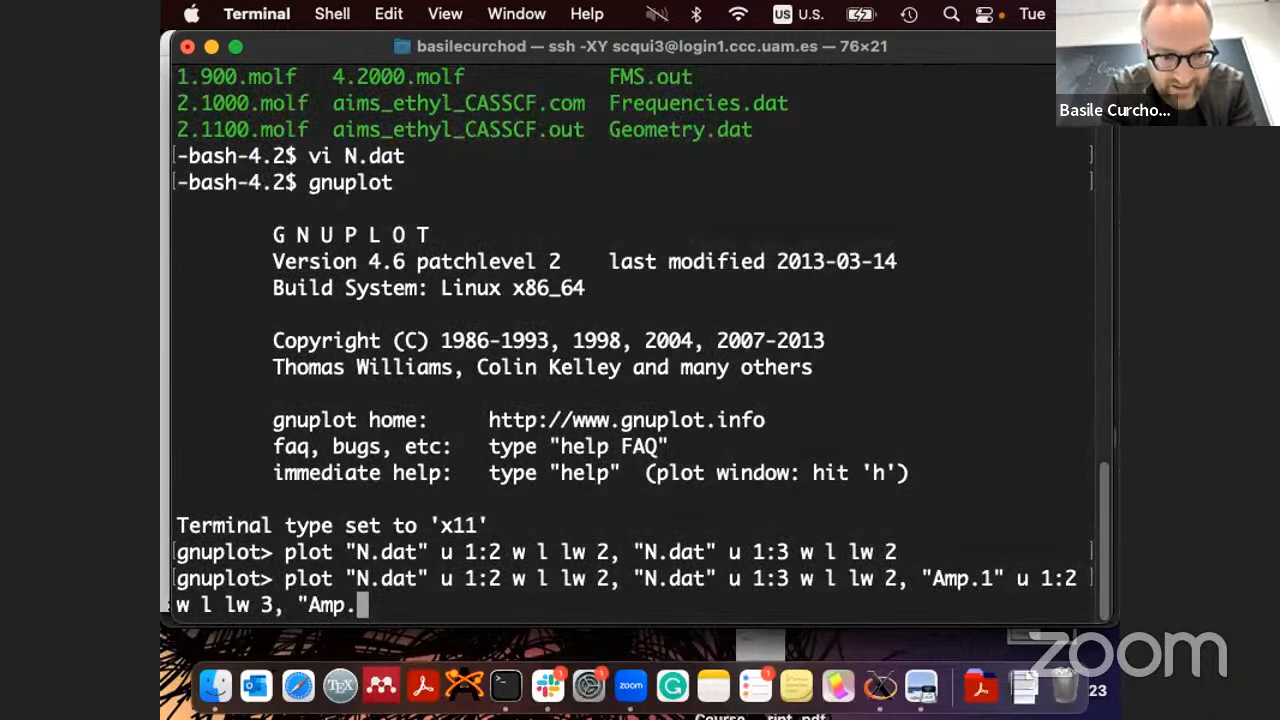 Terminal Shell Edit View Window Help US U.S. Tue
basilecurchod — ssh -XY scqui3@login1.ccc.uam.es — 76×21
1.900.molf 4.2000.molf FMS.out
2.1000.molf aims_ethyl_CASSCF.com Frequencies.dat
2.1100.molf aims_ethyl_CASSCF.out Geometry.dat
[-bash-4.2$ vi N.dat ]
[-bash-4.2$ gnuplot ]
G N U P L O T
Version 4.6 patchlevel 2 last modified 2013-03-14
Build System: Linux x86_64
Copyright (C) 1986-1993, 1998, 2004, 2007-2013
Thomas Williams, Colin Kelley and many others
gnuplot home: http://www.gnuplot.info
faq, bugs, etc: type "help FAQ"
immediate help: type "help" (plot window: hit 'h')
Terminal type set to 'x11'
[gnuplot> plot "N.dat" u 1:2 w l lw 2, "N.dat" u 1:3 w l lw 2 ]
[gnuplot> plot "N.dat" u 1:2 w l lw 2, "N.dat" u 1:3 w l lw 2, "Amp.1" u 1:2 ]
w l lw 3, "Amp.
Basile Curcho...
zoom
TEX
zoom
1
1
1
23